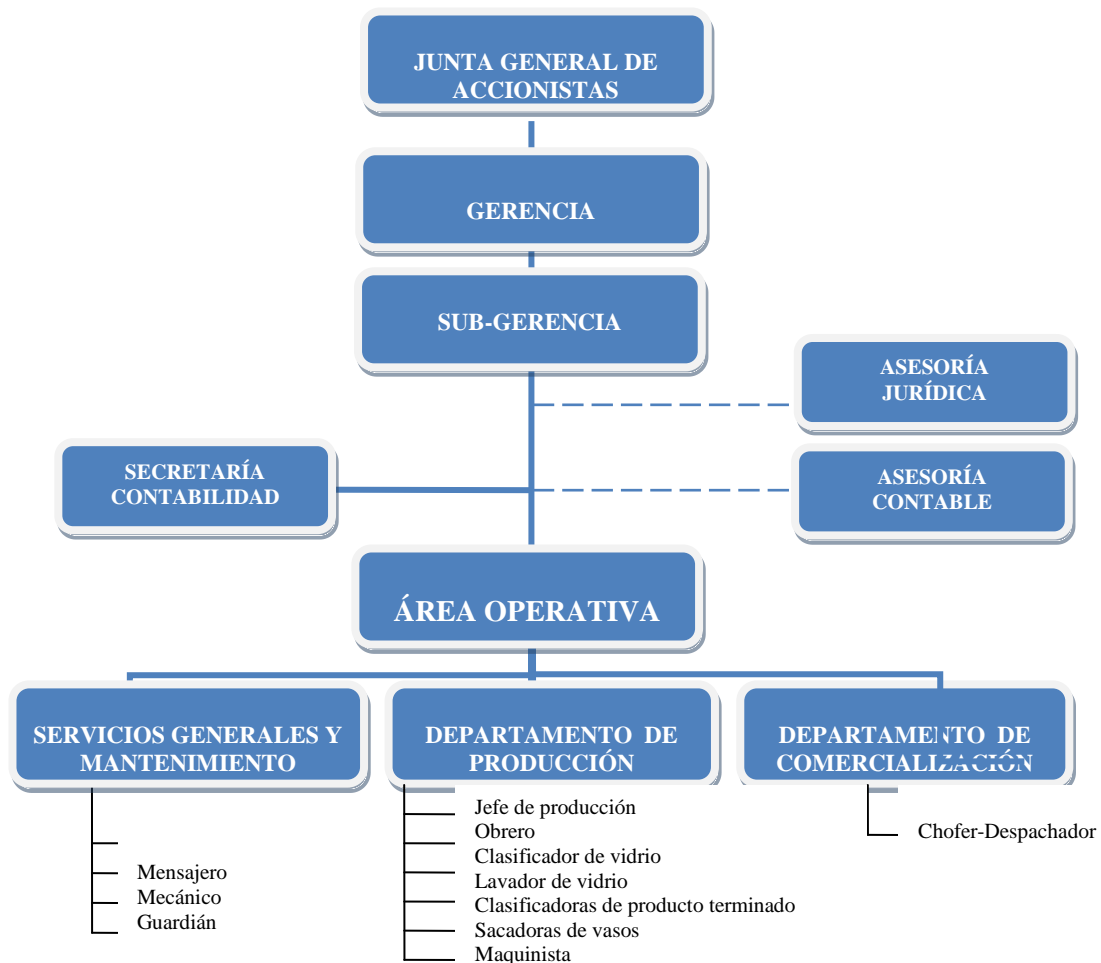 JUNTA GENERAL DE
ACCIONISTAS
GERENCIA
SUB-GERENCIA
ASESORÍA
JURÍDICA
SECRETARÍA
CONTABILIDAD
ASESORÍA
CONTABLE
ÁREA OPERATIVA
SERVICIOS GENERALES Y
MANTENIMIENTO
DEPARTAMENTO DE
PRODUCCIÓN
DEPARTAMENTO DE
COMERCIALIZACIÓN
Mensajero
Mecánico
Guardián
Jefe de producción
Obrero
Clasificador de vidrio
Lavador de vidrio
Clasificadoras de producto terminado
Sacadoras de vasos
Maquinista
Chofer-Despachador